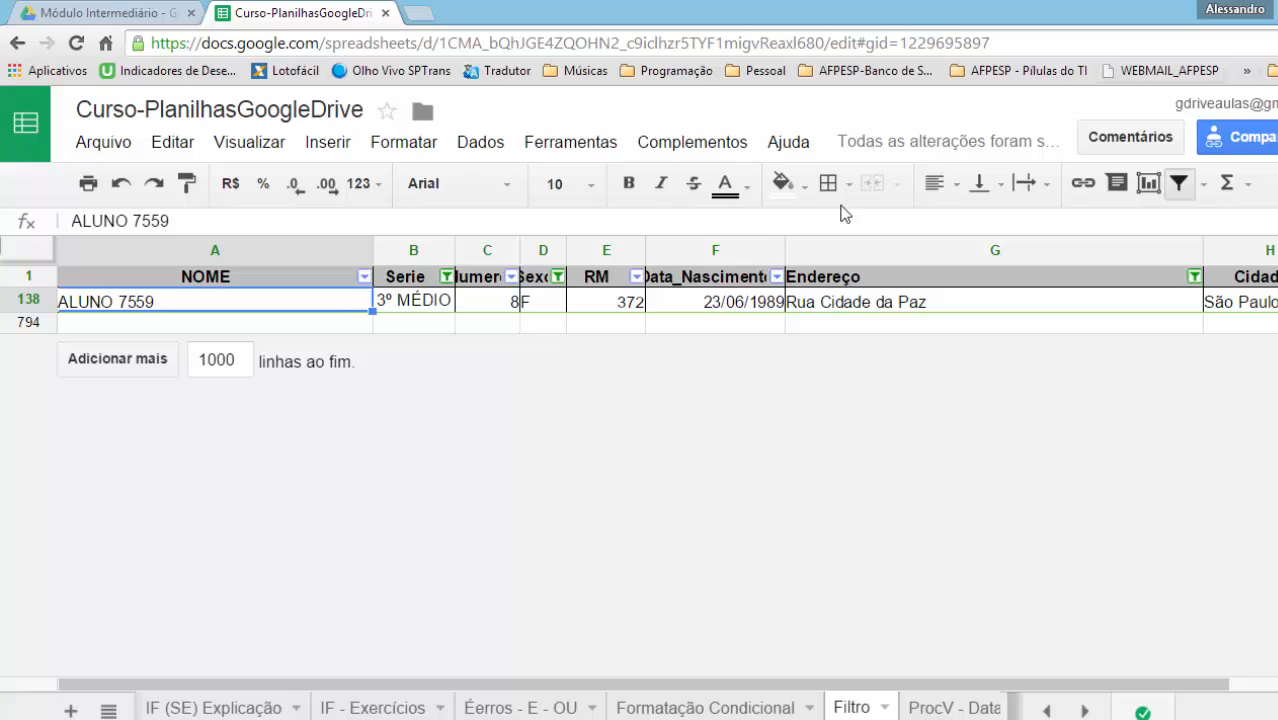 Módulo Intermediário - G
Curso-PlanilhasGoogleDri
Alessandro
https://docs.google.com/spreadsheets/d/1CMA_bQhJGE4ZQOHN2_c9iclhzr5TYF1migvReaxl680/edit#gid=1229695897
Aplicativos Indicadores de Dese... Lotofácil Olho Vivo SPTrans Tradutor Músicas Programação Pessoal AFPESP-Banco de S... AFPESP - Pílulas do TI WEBMAIL_AFPESP »
Curso-PlanilhasGoogleDrive
gdriveaulas@gm
Arquivo Editar Visualizar Inserir Formatar Dados Ferramentas Complementos Ajuda Todas as alterações foram s... Comentários Compa
R$ % .0 .00 123 Arial 10 B I S A Σ
fx ALUNO 7559
A B C D E F G H
1 NOME Serie Numero Sexo RM Data_Nascimento Endereço Cidad
138 ALUNO 7559 3º MÉDIO 8 F 372 23/06/1989 Rua Cidade da Paz São Paulo
794
Adicionar mais 1000 linhas ao fim.
+ IF (SE) Explicação IF - Exercícios Éerros - E - OU Formatação Condicional Filtro ProcV - Data